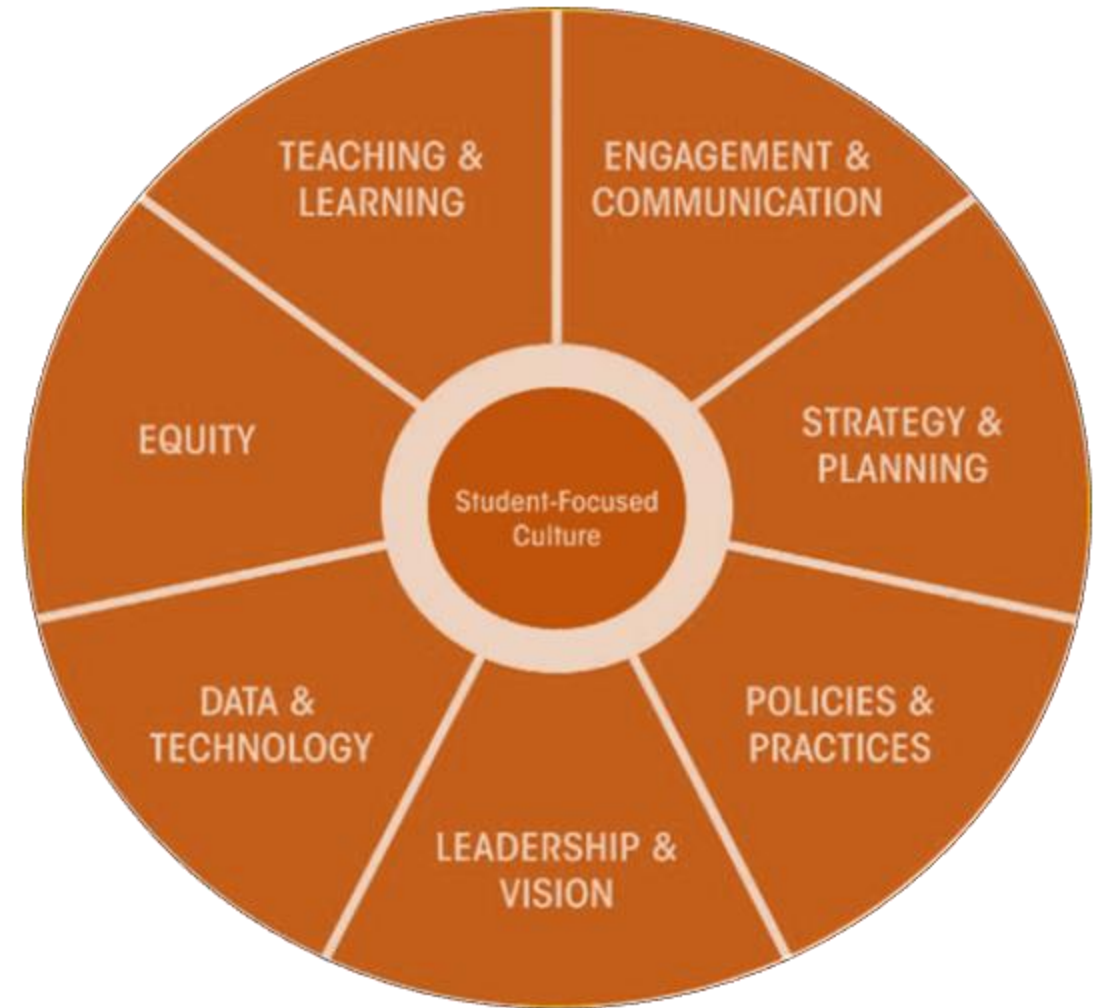 TEACHING &
LEARNING
ENGAGEMENT &
COMMUNICATION
EQUITY
STRATEGY &
PLANNING
Student-Focused
Culture
DATA &
TECHNOLOGY
POLICIES &
PRACTICES
LEADERSHIP &
VISION